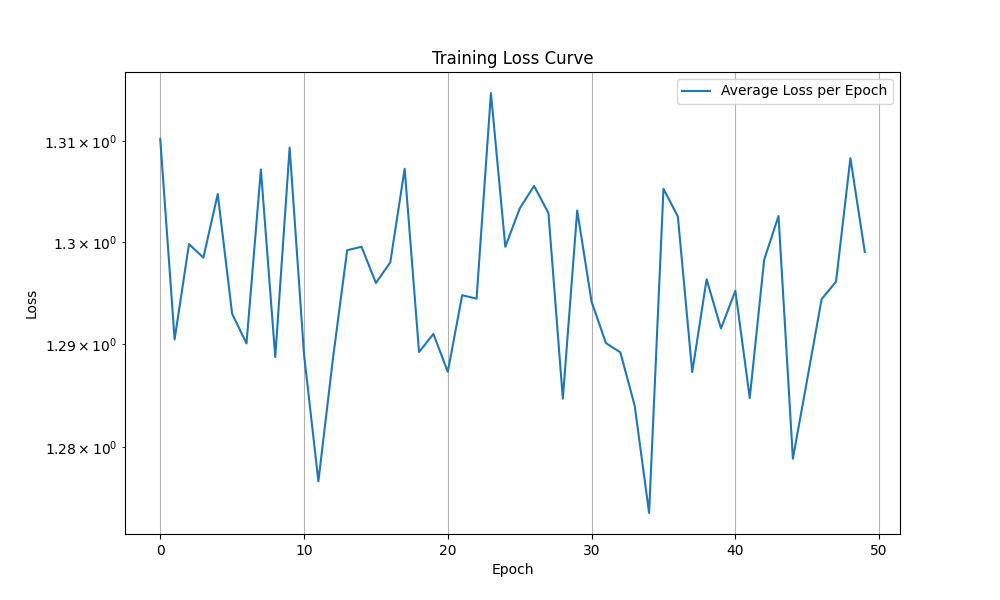 Training Loss Curve
Average Loss per Epoch
1.31 × 10⁰
1.3 × 10⁰
1.29 × 10⁰
1.28 × 10⁰
Loss
0 10 20 30 40 50
Epoch